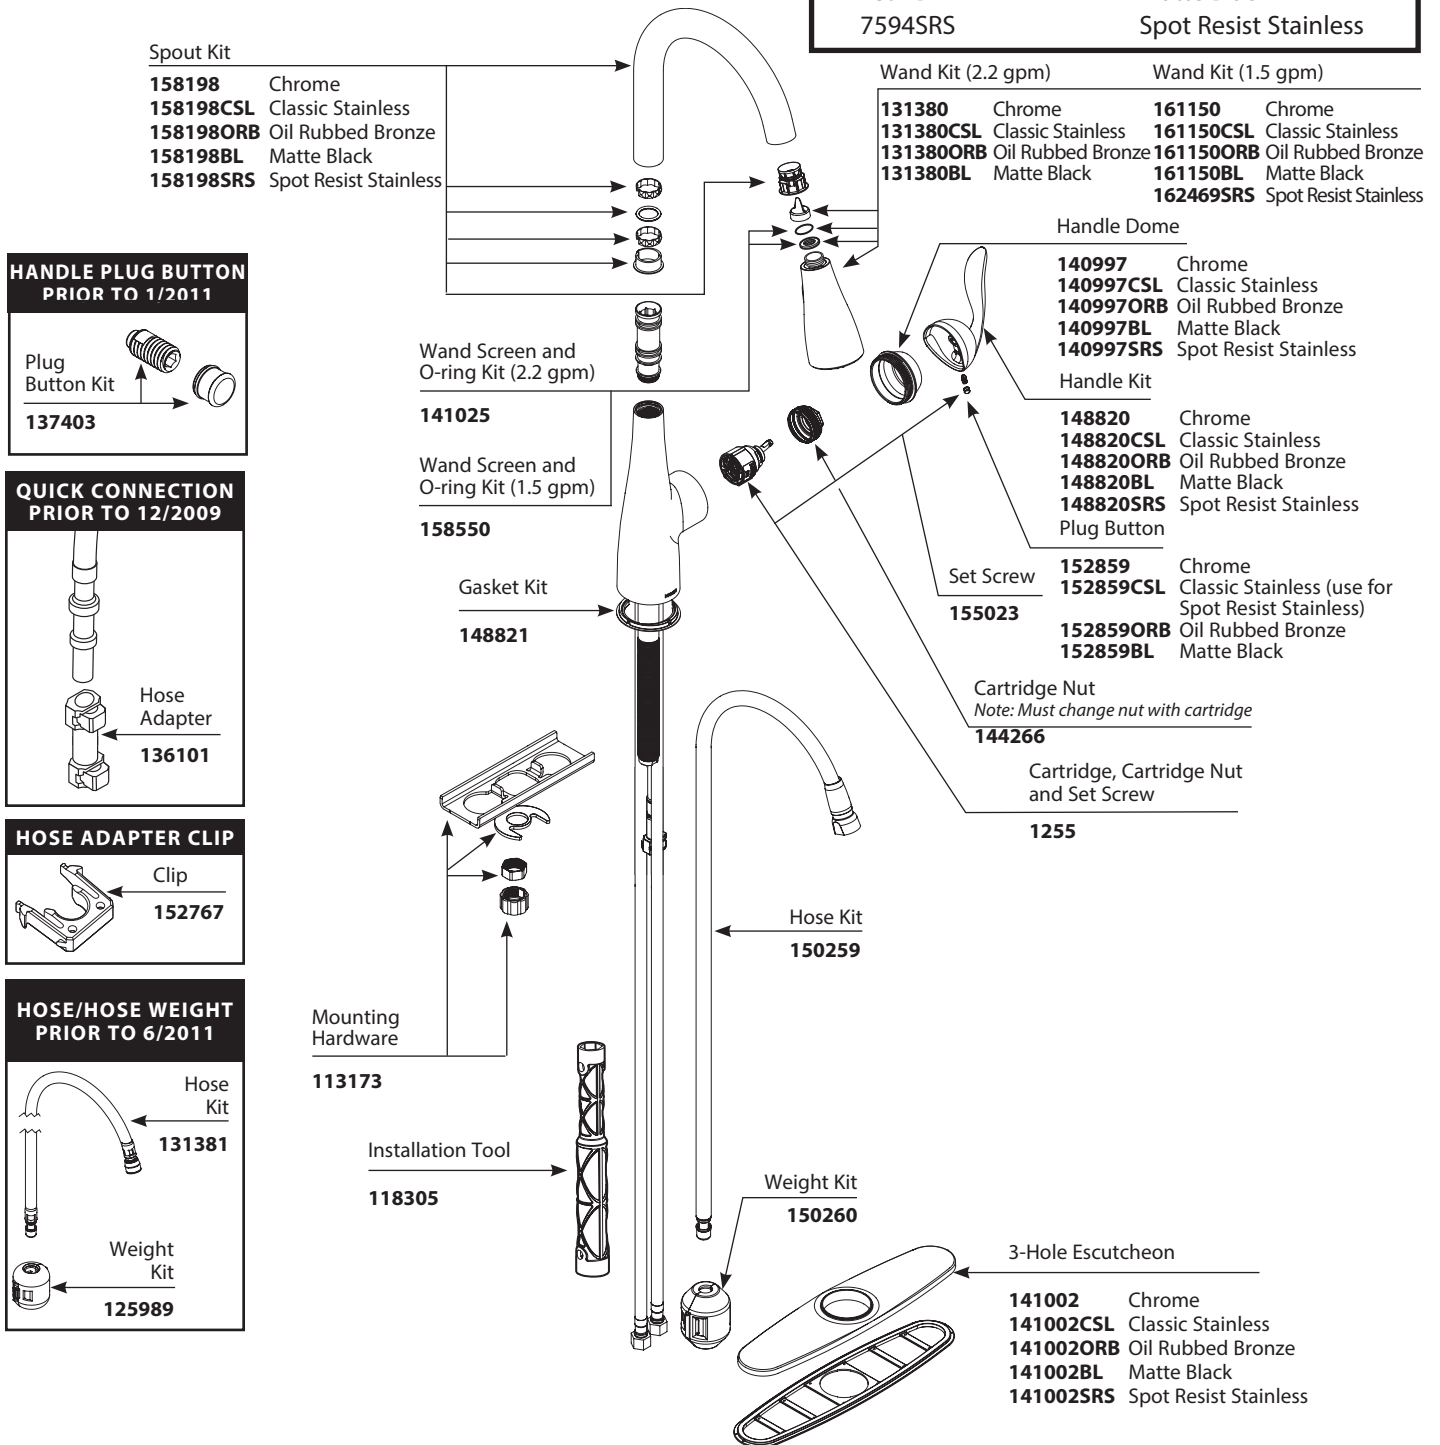 7594SRS Spot Resist Stainless
Spout Kit
158198 Chrome
158198CSL Classic Stainless
158198ORB Oil Rubbed Bronze
158198BL Matte Black
158198SRS Spot Resist Stainless
Wand Kit (2.2 gpm)
131380 Chrome
131380CSL Classic Stainless
131380ORB Oil Rubbed Bronze
131380BL Matte Black
Wand Kit (1.5 gpm)
161150 Chrome
161150CSL Classic Stainless
161150ORB Oil Rubbed Bronze
161150BL Matte Black
162469SRS Spot Resist Stainless
Handle Dome
140997 Chrome
140997CSL Classic Stainless
140997ORB Oil Rubbed Bronze
140997BL Matte Black
140997SRS Spot Resist Stainless
HANDLE PLUG BUTTON
PRIOR TO 1/2011
Plug
Button Kit
137403
Wand Screen and
O-ring Kit (2.2 gpm)
141025
Wand Screen and
O-ring Kit (1.5 gpm)
158550
Handle Kit
148820 Chrome
148820CSL Classic Stainless
148820ORB Oil Rubbed Bronze
148820BL Matte Black
148820SRS Spot Resist Stainless
Plug Button
152859 Chrome
152859CSL Classic Stainless (use for
Spot Resist Stainless)
152859ORB Oil Rubbed Bronze
152859BL Matte Black
Set Screw
155023
QUICK CONNECTION
PRIOR TO 12/2009
Hose
Adapter
136101
Gasket Kit
148821
Cartridge Nut
Note: Must change nut with cartridge
144266
Cartridge, Cartridge Nut
and Set Screw
1255
HOSE ADAPTER CLIP
Clip
152767
Hose Kit
150259
HOSE/HOSE WEIGHT
PRIOR TO 6/2011
Hose
Kit
131381
Weight
Kit
125989
Mounting
Hardware
113173
Installation Tool
118305
Weight Kit
150260
3-Hole Escutcheon
141002 Chrome
141002CSL Classic Stainless
141002ORB Oil Rubbed Bronze
141002BL Matte Black
141002SRS Spot Resist Stainless